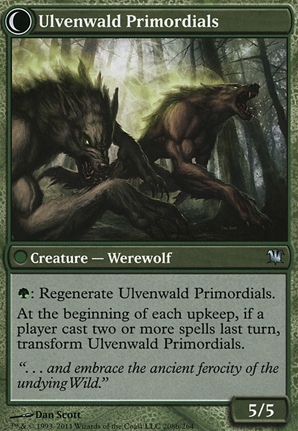 Ulvenwald Primordials
Creature — Werewolf
: Regenerate Ulvenwald Primordials.
At the beginning of each upkeep, if a
player cast two or more spells last turn,
transform Ulvenwald Primordials.
“. . . and embrace the ancient ferocity of the
undying Wild.”
Dan Scott
5/5
™ & © 1993–2011 Wizards of the Coast LLC 208b/264